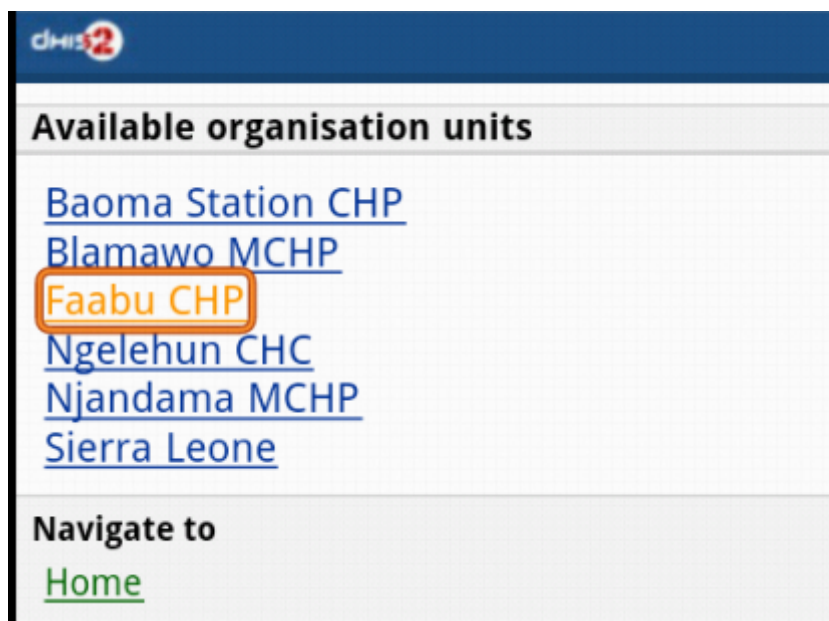 dhis2
Available organisation units
Baoma Station CHP
Blamawo MCHP
Faabu CHP
Ngelehun CHC
Njandama MCHP
Sierra Leone
Navigate to
Home